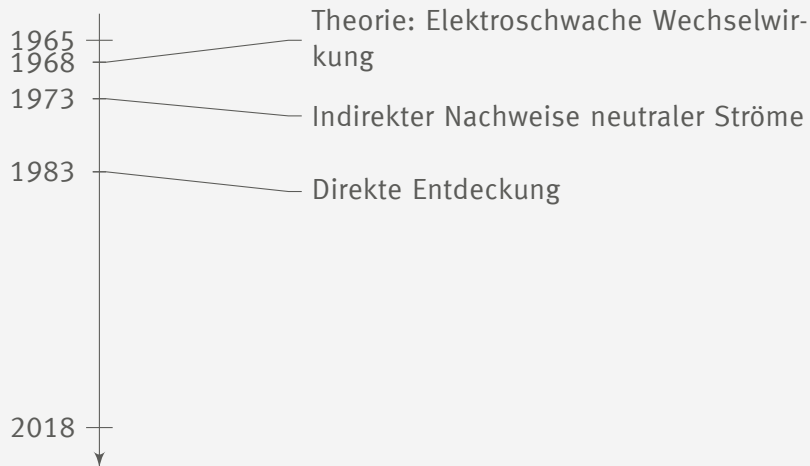 Theorie: Elektroschwache Wechselwir-
1965
1968
kung
1973
Indirekter Nachweise neutraler Ströme
1983
Direkte Entdeckung
2018